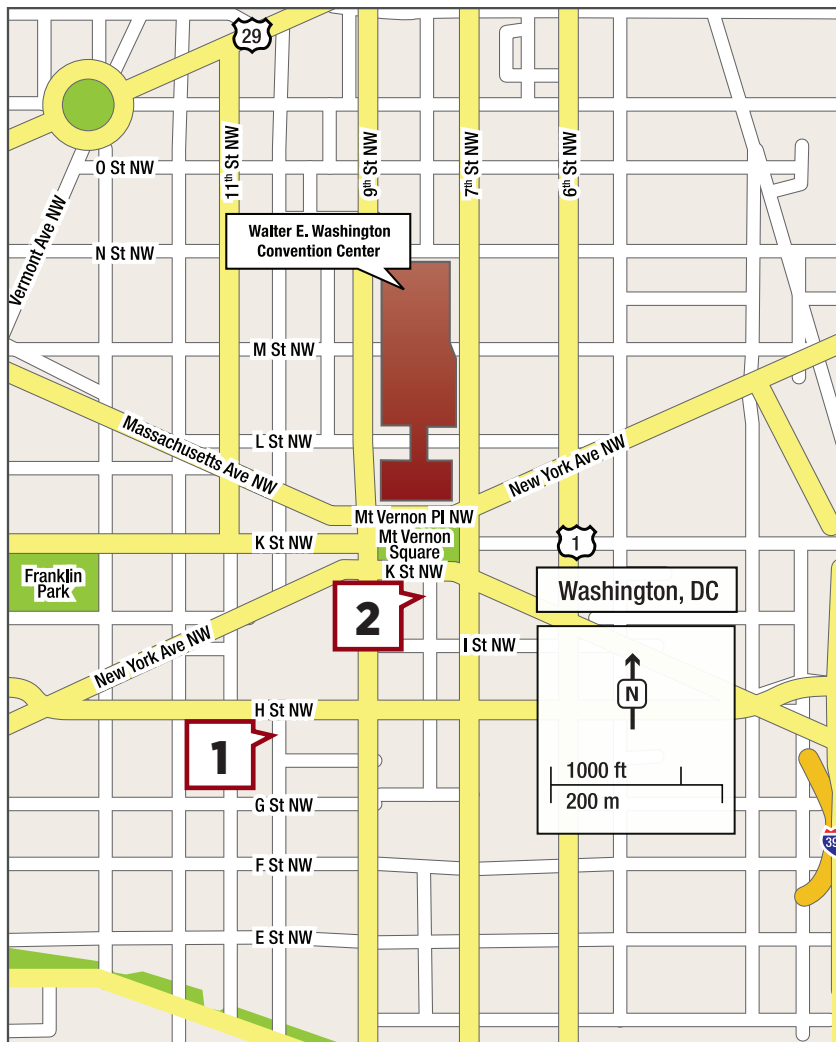 29
O St NW
11th St NW
9th St NW
7th St NW
6th St NW
Vermont Ave NW
N St NW
Walter E. Washington
Convention Center
M St NW
Massachusetts Ave NW
L St NW
New York Ave NW
Mt Vernon Pl NW
K St NW
Mt Vernon
Square
1
Franklin
Park
K St NW
Washington, DC
2
New York Ave NW
I St NW
N
H St NW
1
1000 ft
200 m
G St NW
F St NW
39
E St NW